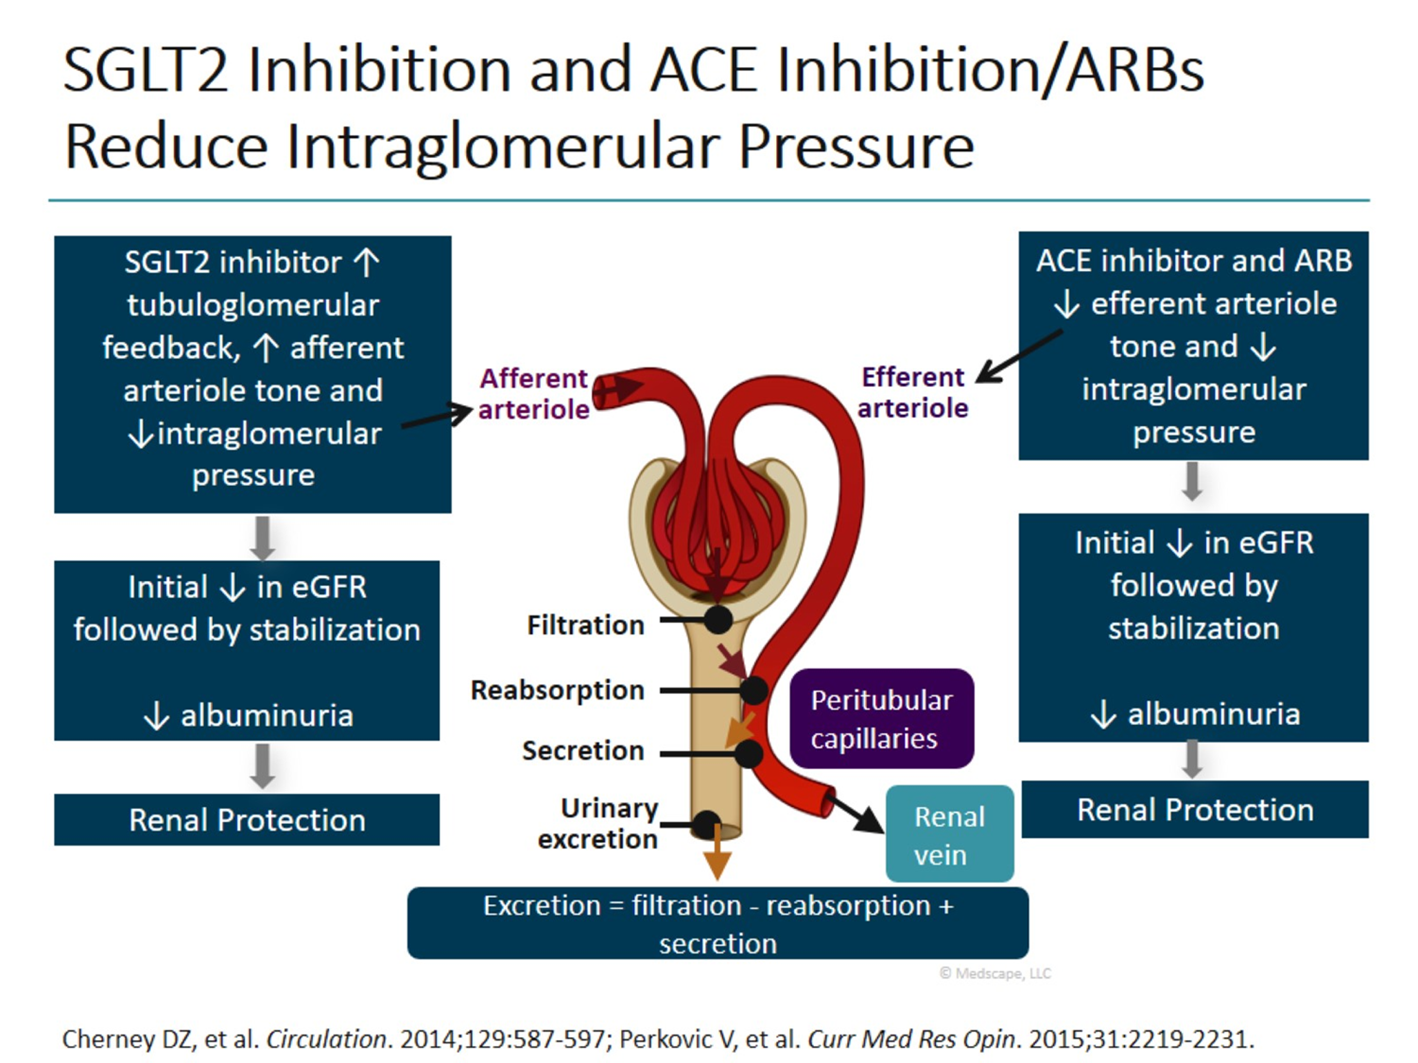 SGLT2 Inhibition and ACE Inhibition/ARBs
Reduce Intraglomerular Pressure
SGLT2 inhibitor ↑
tubuloglomerular
feedback, ↑ afferent
arteriole tone and
↓intraglomerular
pressure
Initial ↓ in eGFR
followed by stabilization
↓ albuminuria
Renal Protection
Afferent
arteriole
Efferent
arteriole
Filtration
Reabsorption
Secretion
Urinary
excretion
Peritubular
capillaries
Renal
vein
Excretion = filtration - reabsorption +
secretion
ACE inhibitor and ARB
↓ efferent arteriole
tone and ↓
intraglomerular
pressure
Initial ↓ in eGFR
followed by
stabilization
↓ albuminuria
Renal Protection
© Medscape, LLC
Cherney DZ, et al. Circulation. 2014;129:587-597; Perkovic V, et al. Curr Med Res Opin. 2015;31:2219-2231.